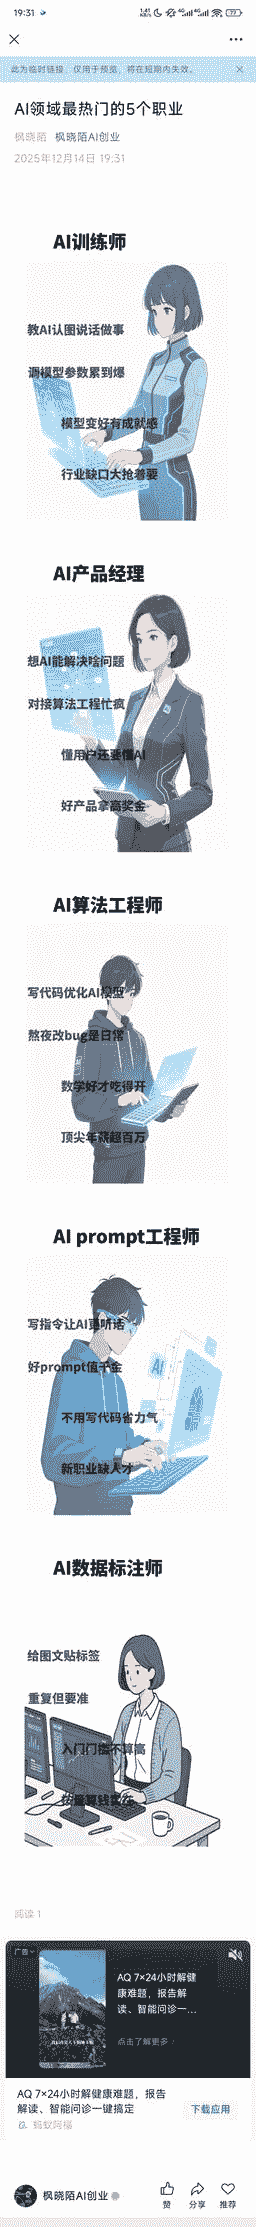 19:31
1.41 KB/s
4G
4G
77
此为临时链接，仅用于预览，将在短期内失效。
AI领域最热门的5个职业
枫晓陌 枫晓陌AI创业
2025年12月14日 19:31
AI训练师
教AI认图说话做事
调模型参数累到爆
模型变好有成就感
行业缺口大抢着要
AI产品经理
想AI能解决啥问题
对接算法工程忙疯
懂用户还要懂AI
好产品拿高奖金
AI算法工程师
写代码优化AI模型
熬夜改bug是日常
数学好才吃得开
顶尖年薪超百万
AI prompt工程师
写指令让AI更听话
好prompt值千金
AI
不用写代码省力气
新职业缺人才
AI数据标注师
给图文贴标签
重复但要准
入门门槛不算高
按量算钱实在
阅读 1
广告
AQ 7×24小时解健
康难题，报告解
读、智能问诊一...
点击了解更多
AQ 7×24小时解健康难题，报告
解读、智能问诊一键搞定
下载应用
蚂蚁阿福
枫晓陌AI创业
赞
分享
推荐